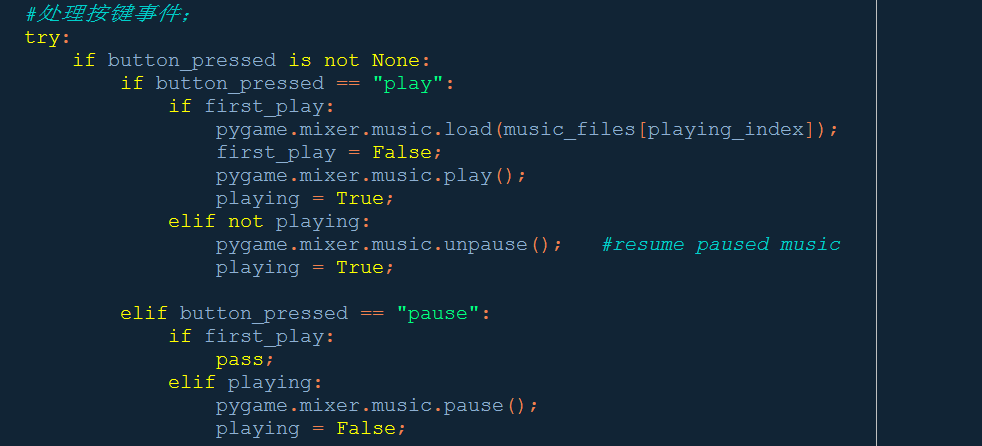 #处理按键事件;
try:
if button_pressed is not None:
if button_pressed == "play":
if first_play:
pygame.mixer.music.load(music_files[playing_index]);
first_play = False;
pygame.mixer.music.play();
playing = True;
elif not playing:
pygame.mixer.music.unpause();   #resume paused music
playing = True;
elif button_pressed == "pause":
if first_play:
pass;
elif playing:
pygame.mixer.music.pause();
playing = False;